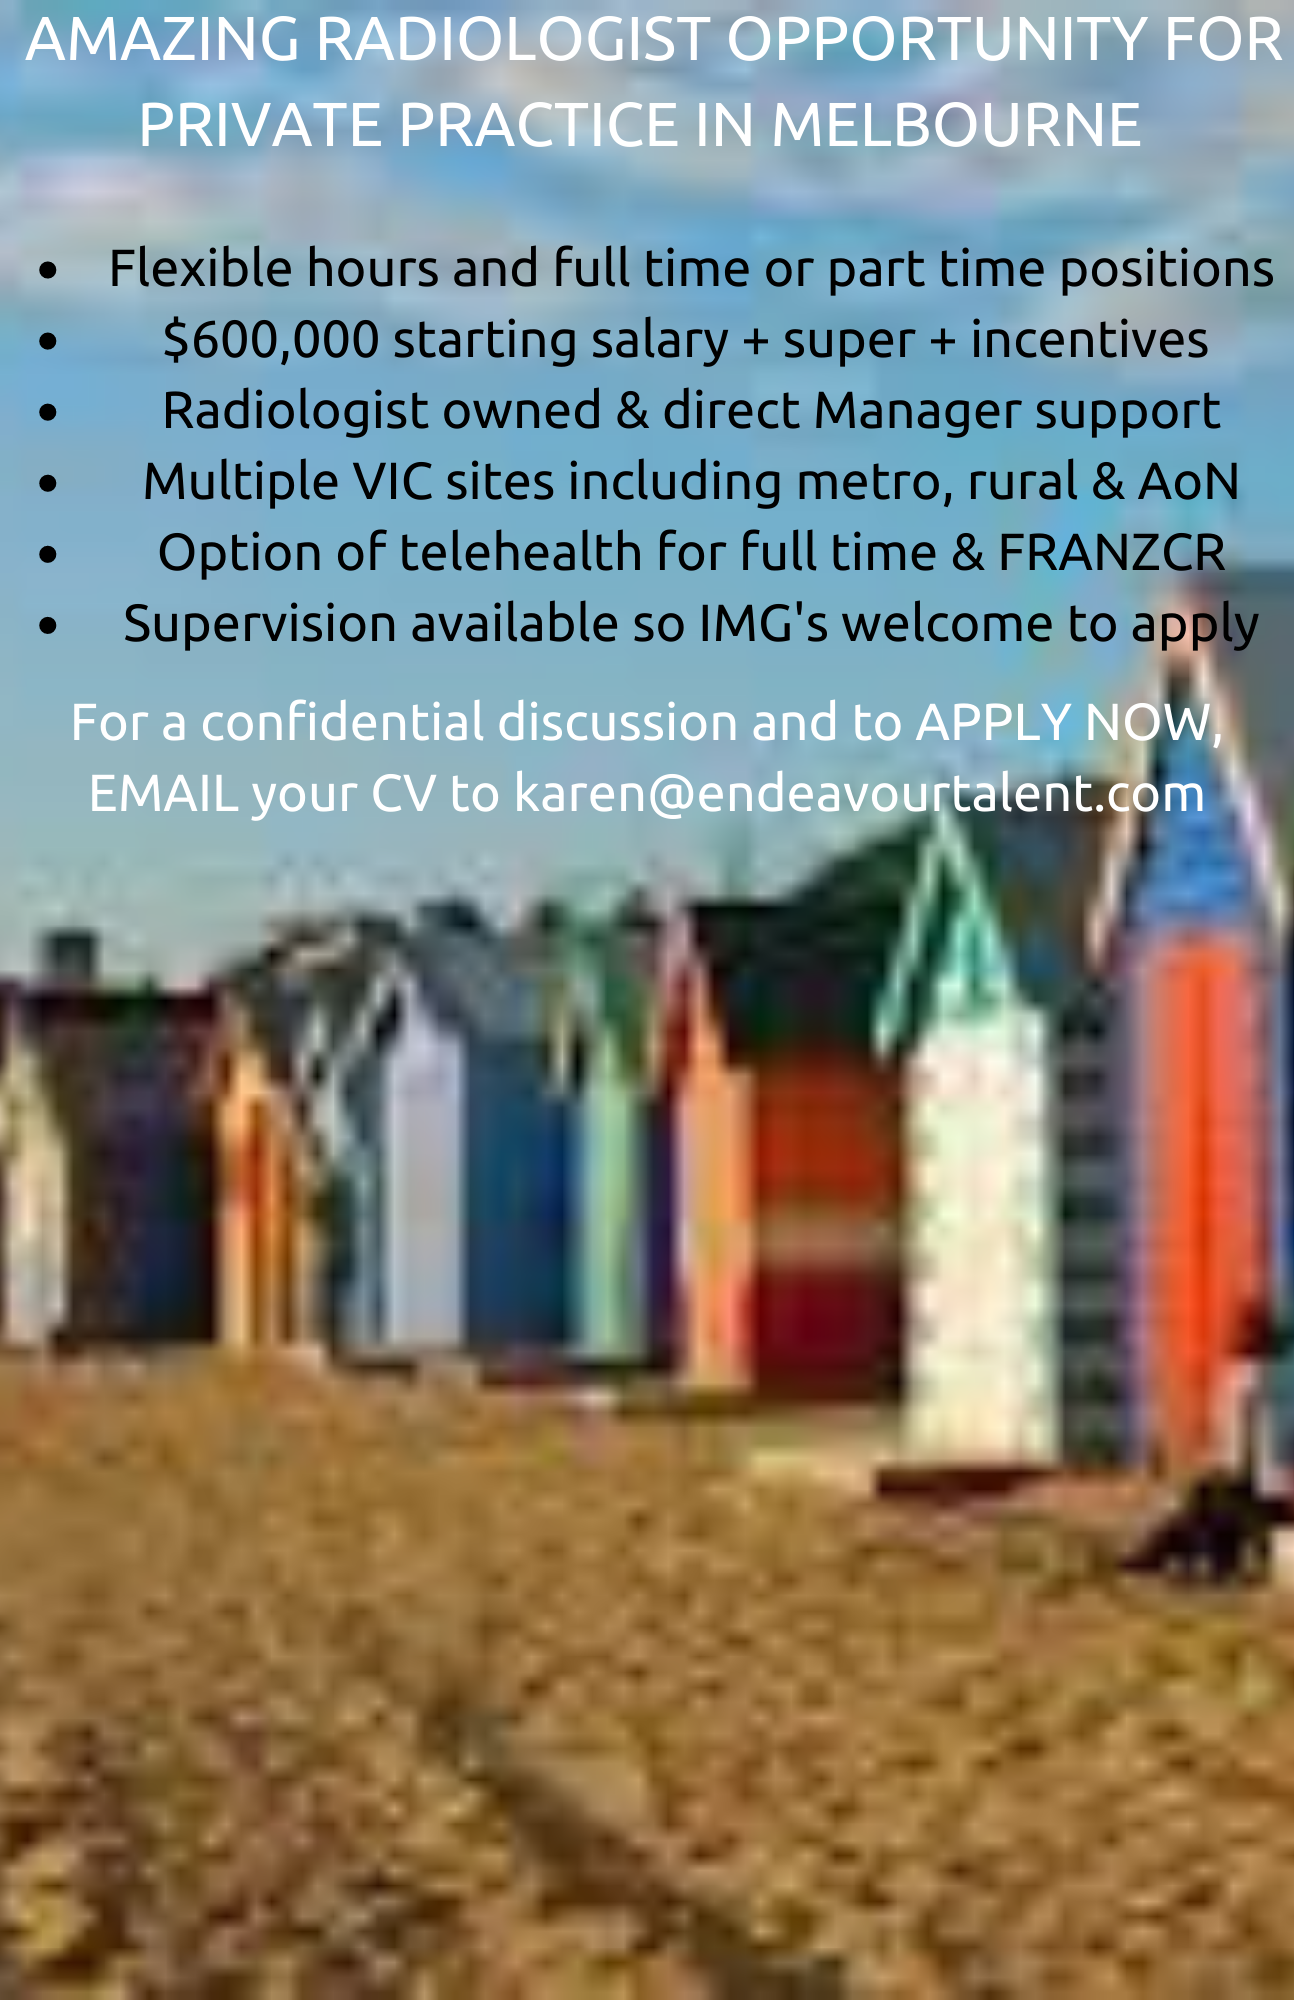 AMAZING RADIOLOGIST OPPORTUNITY FOR
PRIVATE PRACTICE IN MELBOURNE
• Flexible hours and full time or part time positions
• $600,000 starting salary + super + incentives
• Radiologist owned & direct Manager support
• Multiple VIC sites including metro, rural & AoN
• Option of telehealth for full time & FRANZCR
• Supervision available so IMG's welcome to apply
For a confidential discussion and to APPLY NOW,
EMAIL your CV to karen@endeavourtalent.com